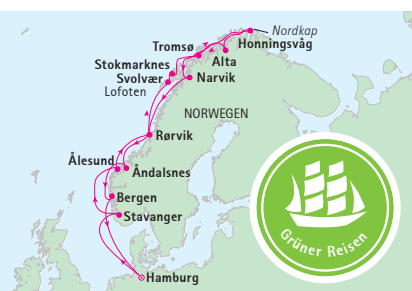 Nordkap
Tromsø
Honningsvåg
Alta
Stokmarknes
Svolvær
Narvik
Lofoten
NORWEGEN
Rørvik
Ålesund
Åndalsnes
Bergen
Stavanger
Grüner Reisen
Hamburg